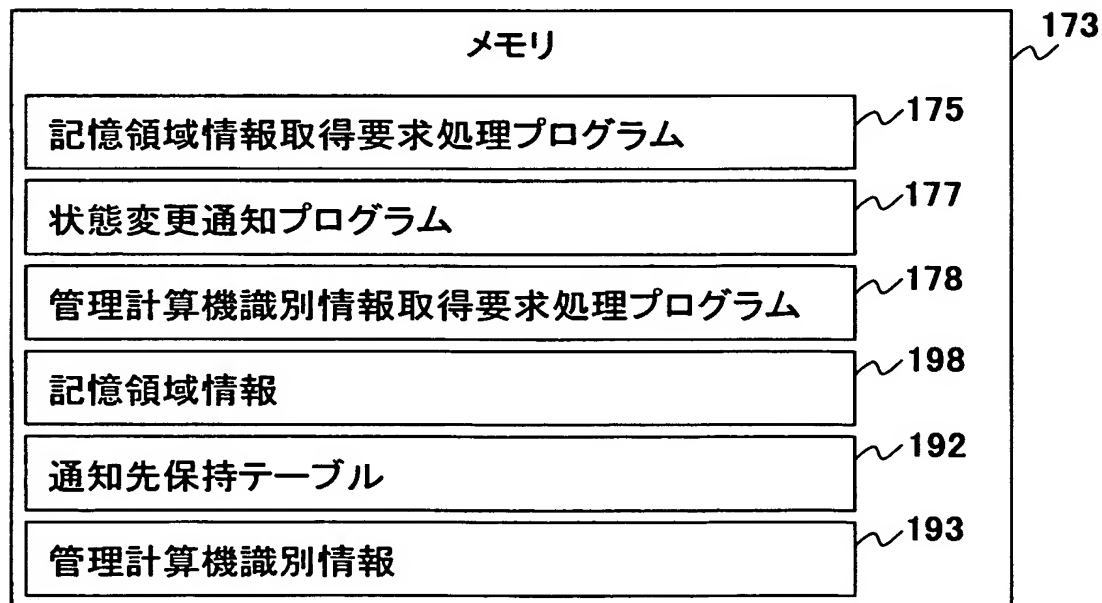 メモリ
173
記憶領域情報取得要求処理プログラム
175
状態変更通知プログラム
177
管理計算機識別情報取得要求処理プログラム
178
記憶領域情報
198
通知先保持テーブル
192
管理計算機識別情報
193